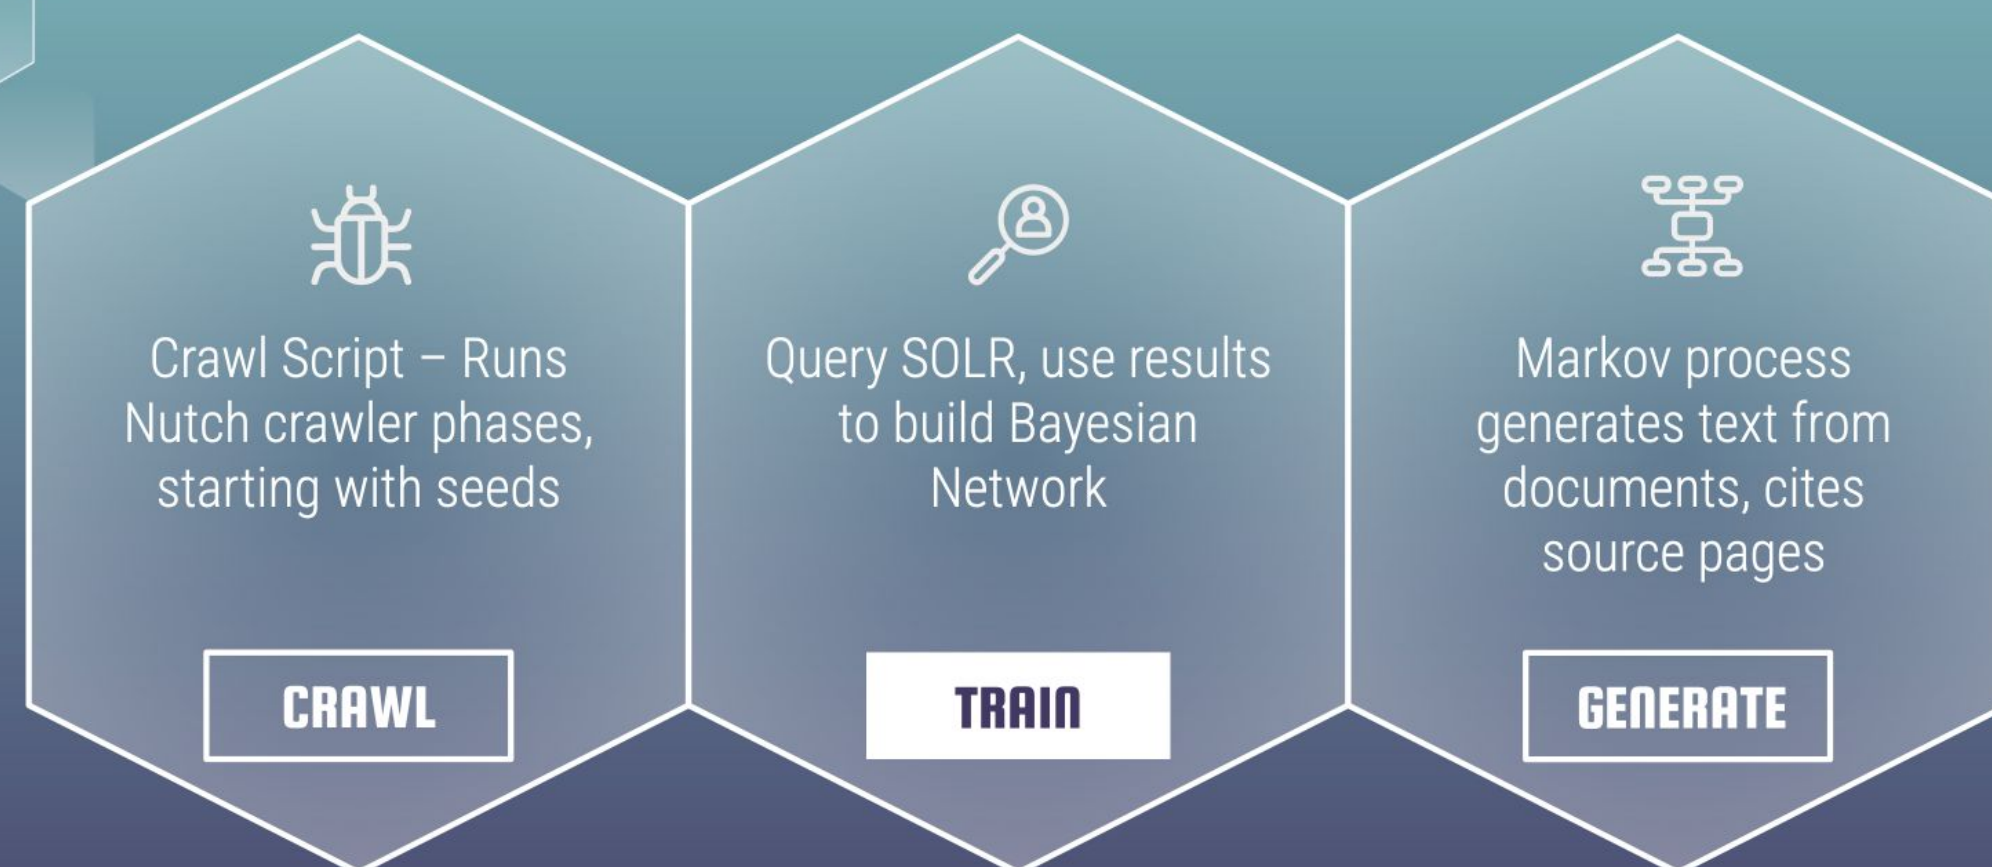 Crawl Script – Runs
Nutch crawler phases,
starting with seeds
CRAWL
Query SOLR, use results
to build Bayesian
Network
TRAIN
Markov process
generates text from
documents, cites
source pages
GENERATE